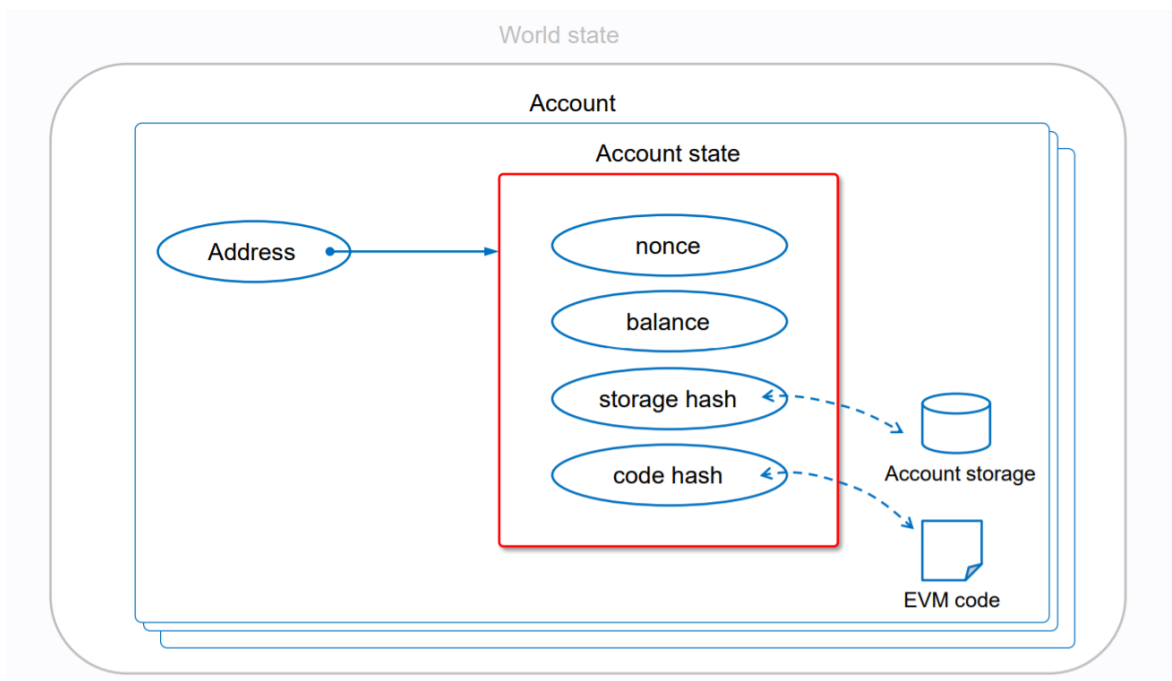 World state
Account
Account state
Address
nonce
balance
storage hash
code hash
Account storage
EVM code